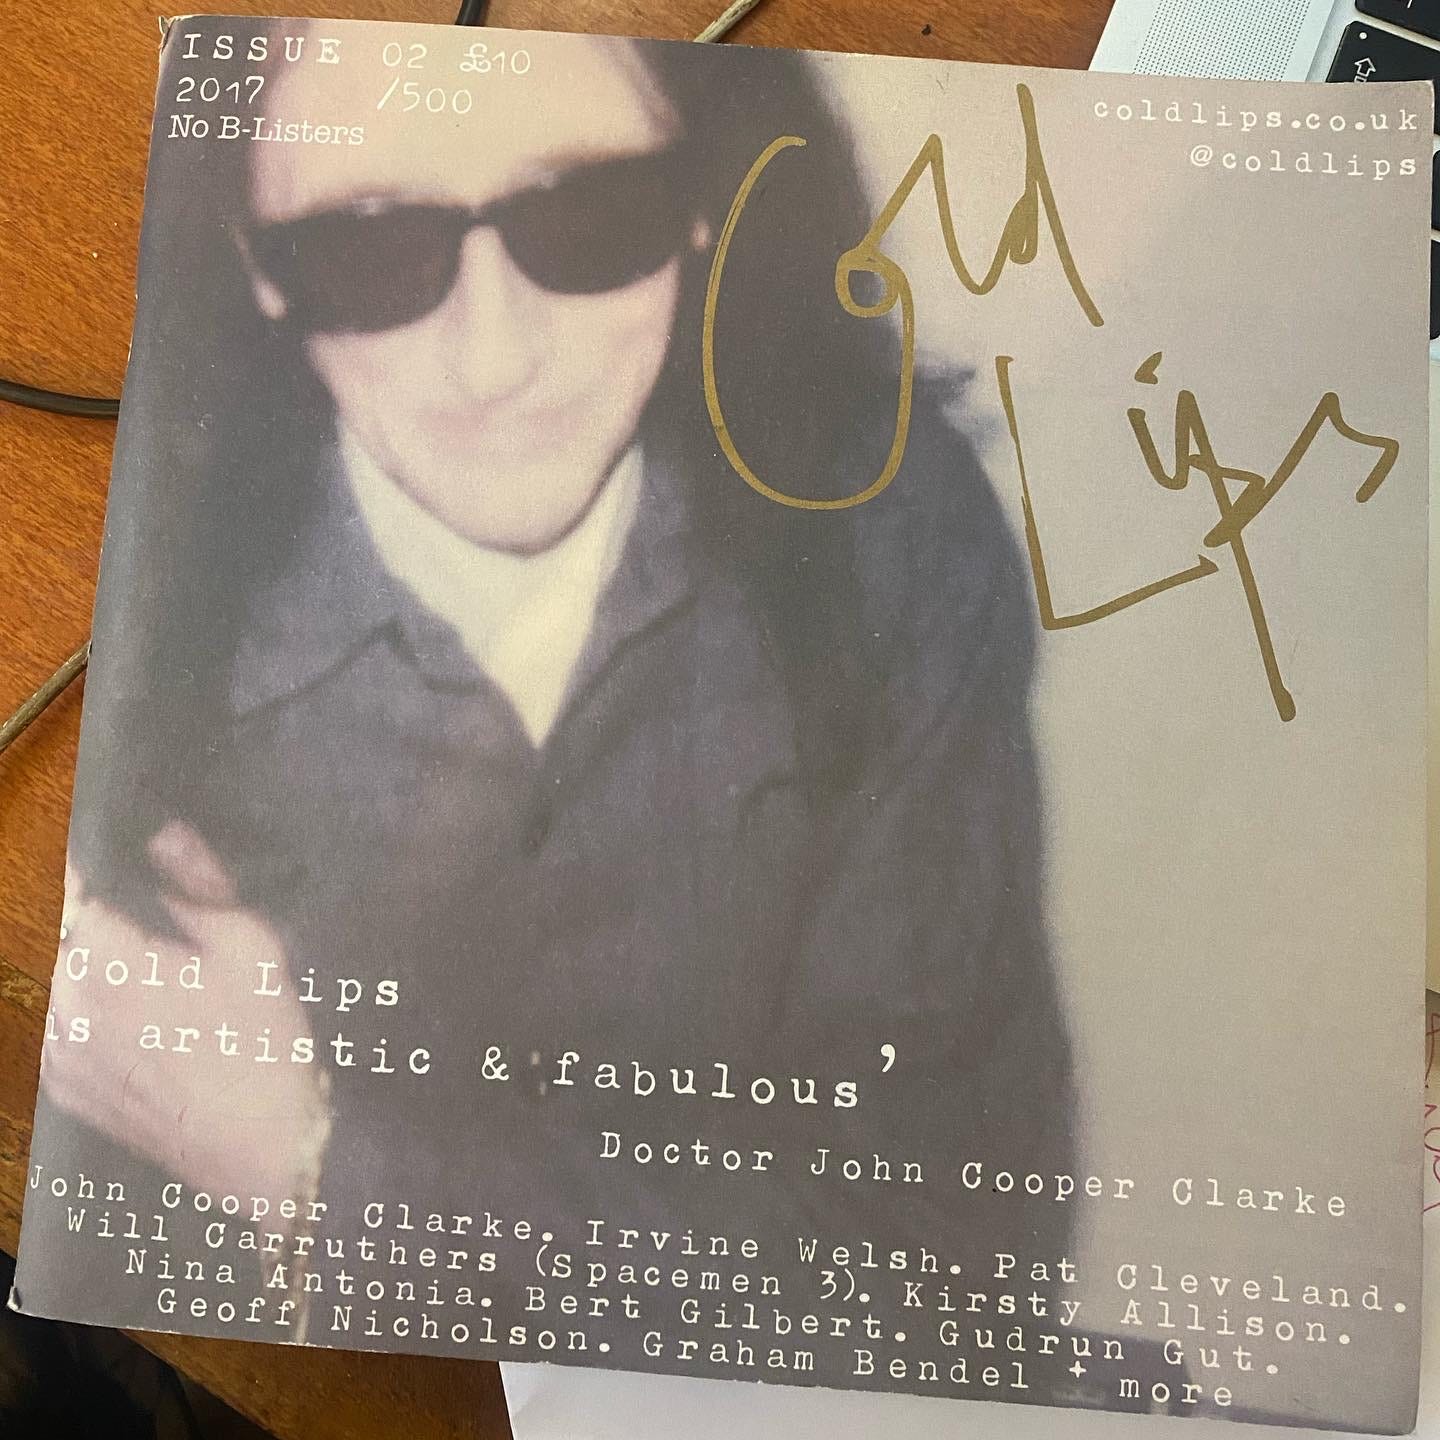 ISSUE 02 £10
2017 /500
No B-Listers
coldlips.co.uk
@coldlips
Cold
Lips
'Cold Lips
is artistic & fabulous'
Doctor John Cooper Clarke
John Cooper Clarke. Irvine Welsh. Pat Cleveland.
Will Carruthers (Spacemen 3). Kirsty Allison.
Nina Antonia. Bert Gilbert. Gudrun Gut.
Geoff Nicholson. Graham Bendel + more